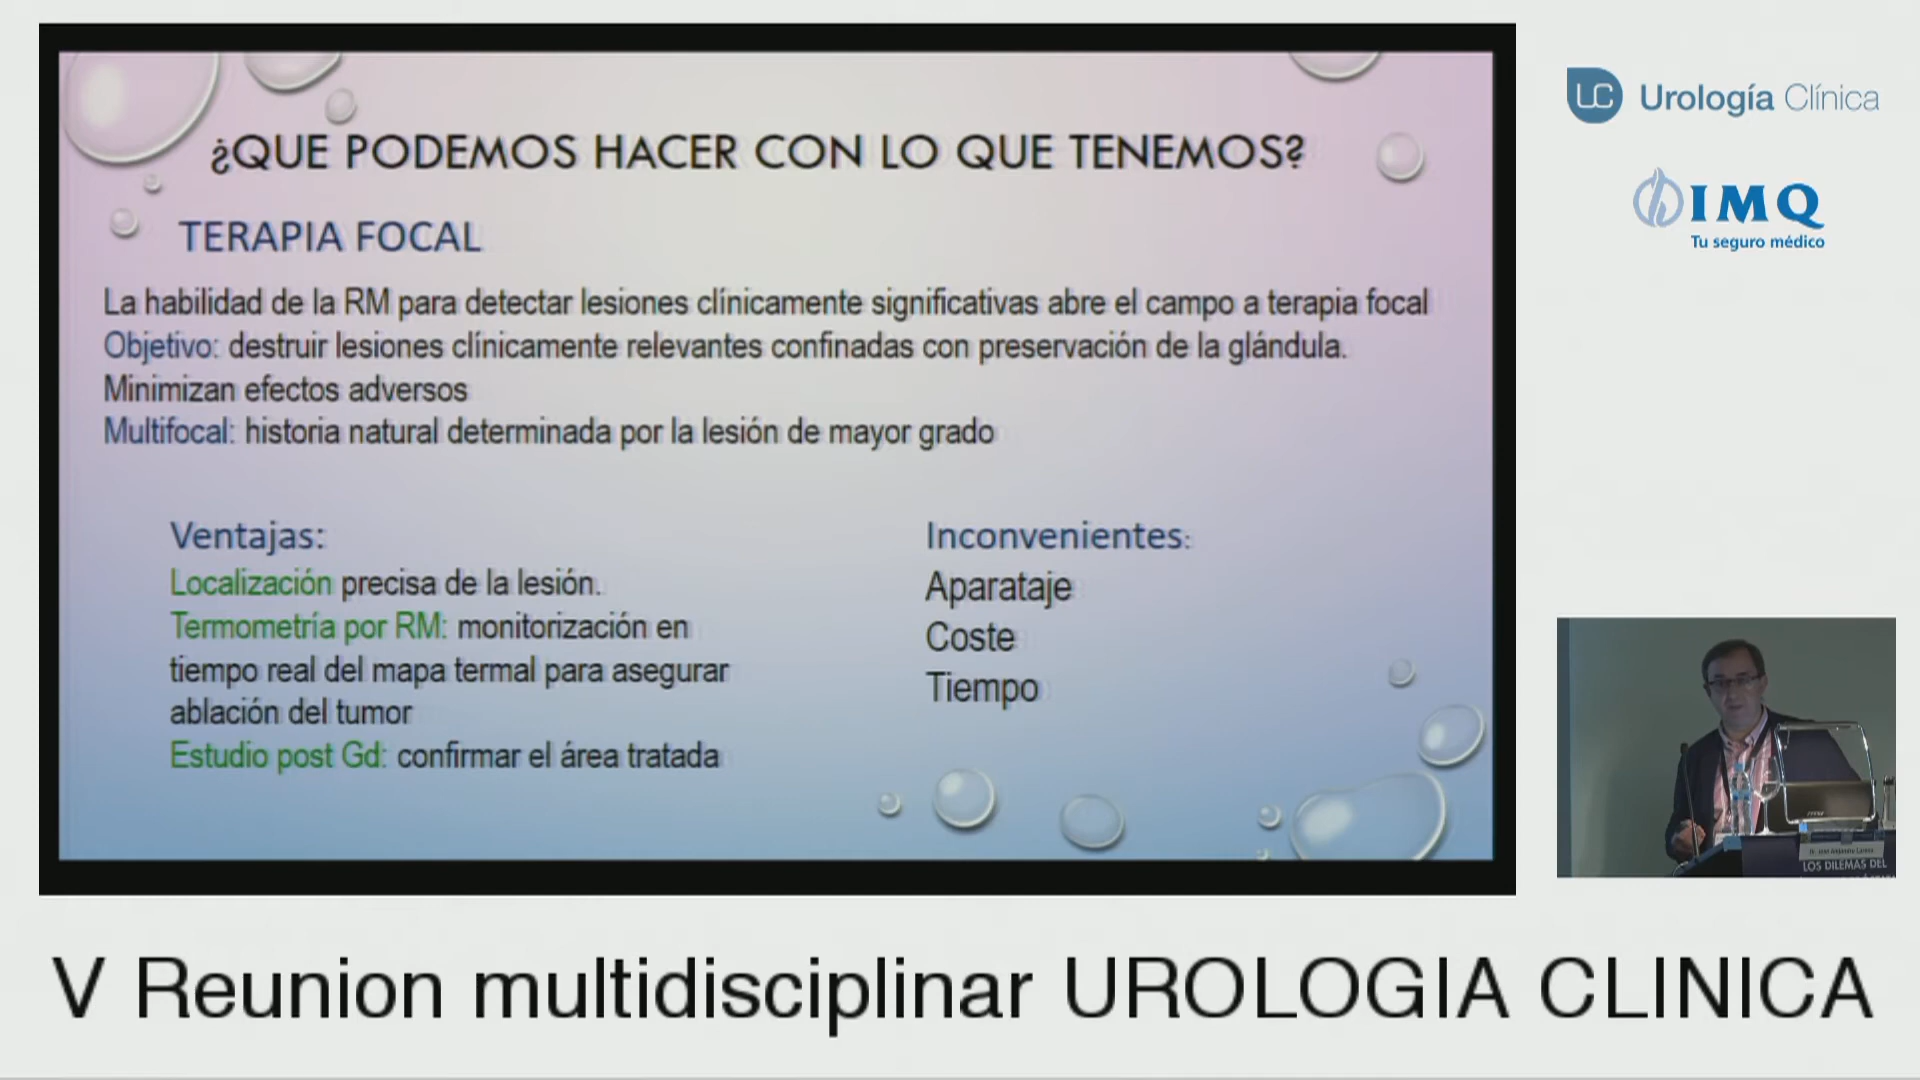 ¿QUE PODEMOS HACER CON LO QUE TENEMOS?
TERAPIA FOCAL
La habilidad de la RM para detectar lesiones clínicamente significativas abre el campo a terapia focal
Objetivo: destruir lesiones clínicamente relevantes confinadas con preservación de la glándula.
Minimizan efectos adversos
Multifocal: historia natural determinada por la lesión de mayor grado
Ventajas:
Localización precisa de la lesión.
Termometría por RM: monitorización en
tiempo real del mapa termal para asegurar
ablación del tumor
Estudio post Gd: confirmar el área tratada
Inconvenientes:
Aparataje
Coste
Tiempo
UC Urología Clínica
IMQ
Tu seguro médico
LOS DILEMAS DEL
V Reunion multidisciplinar UROLOGIA CLINICA